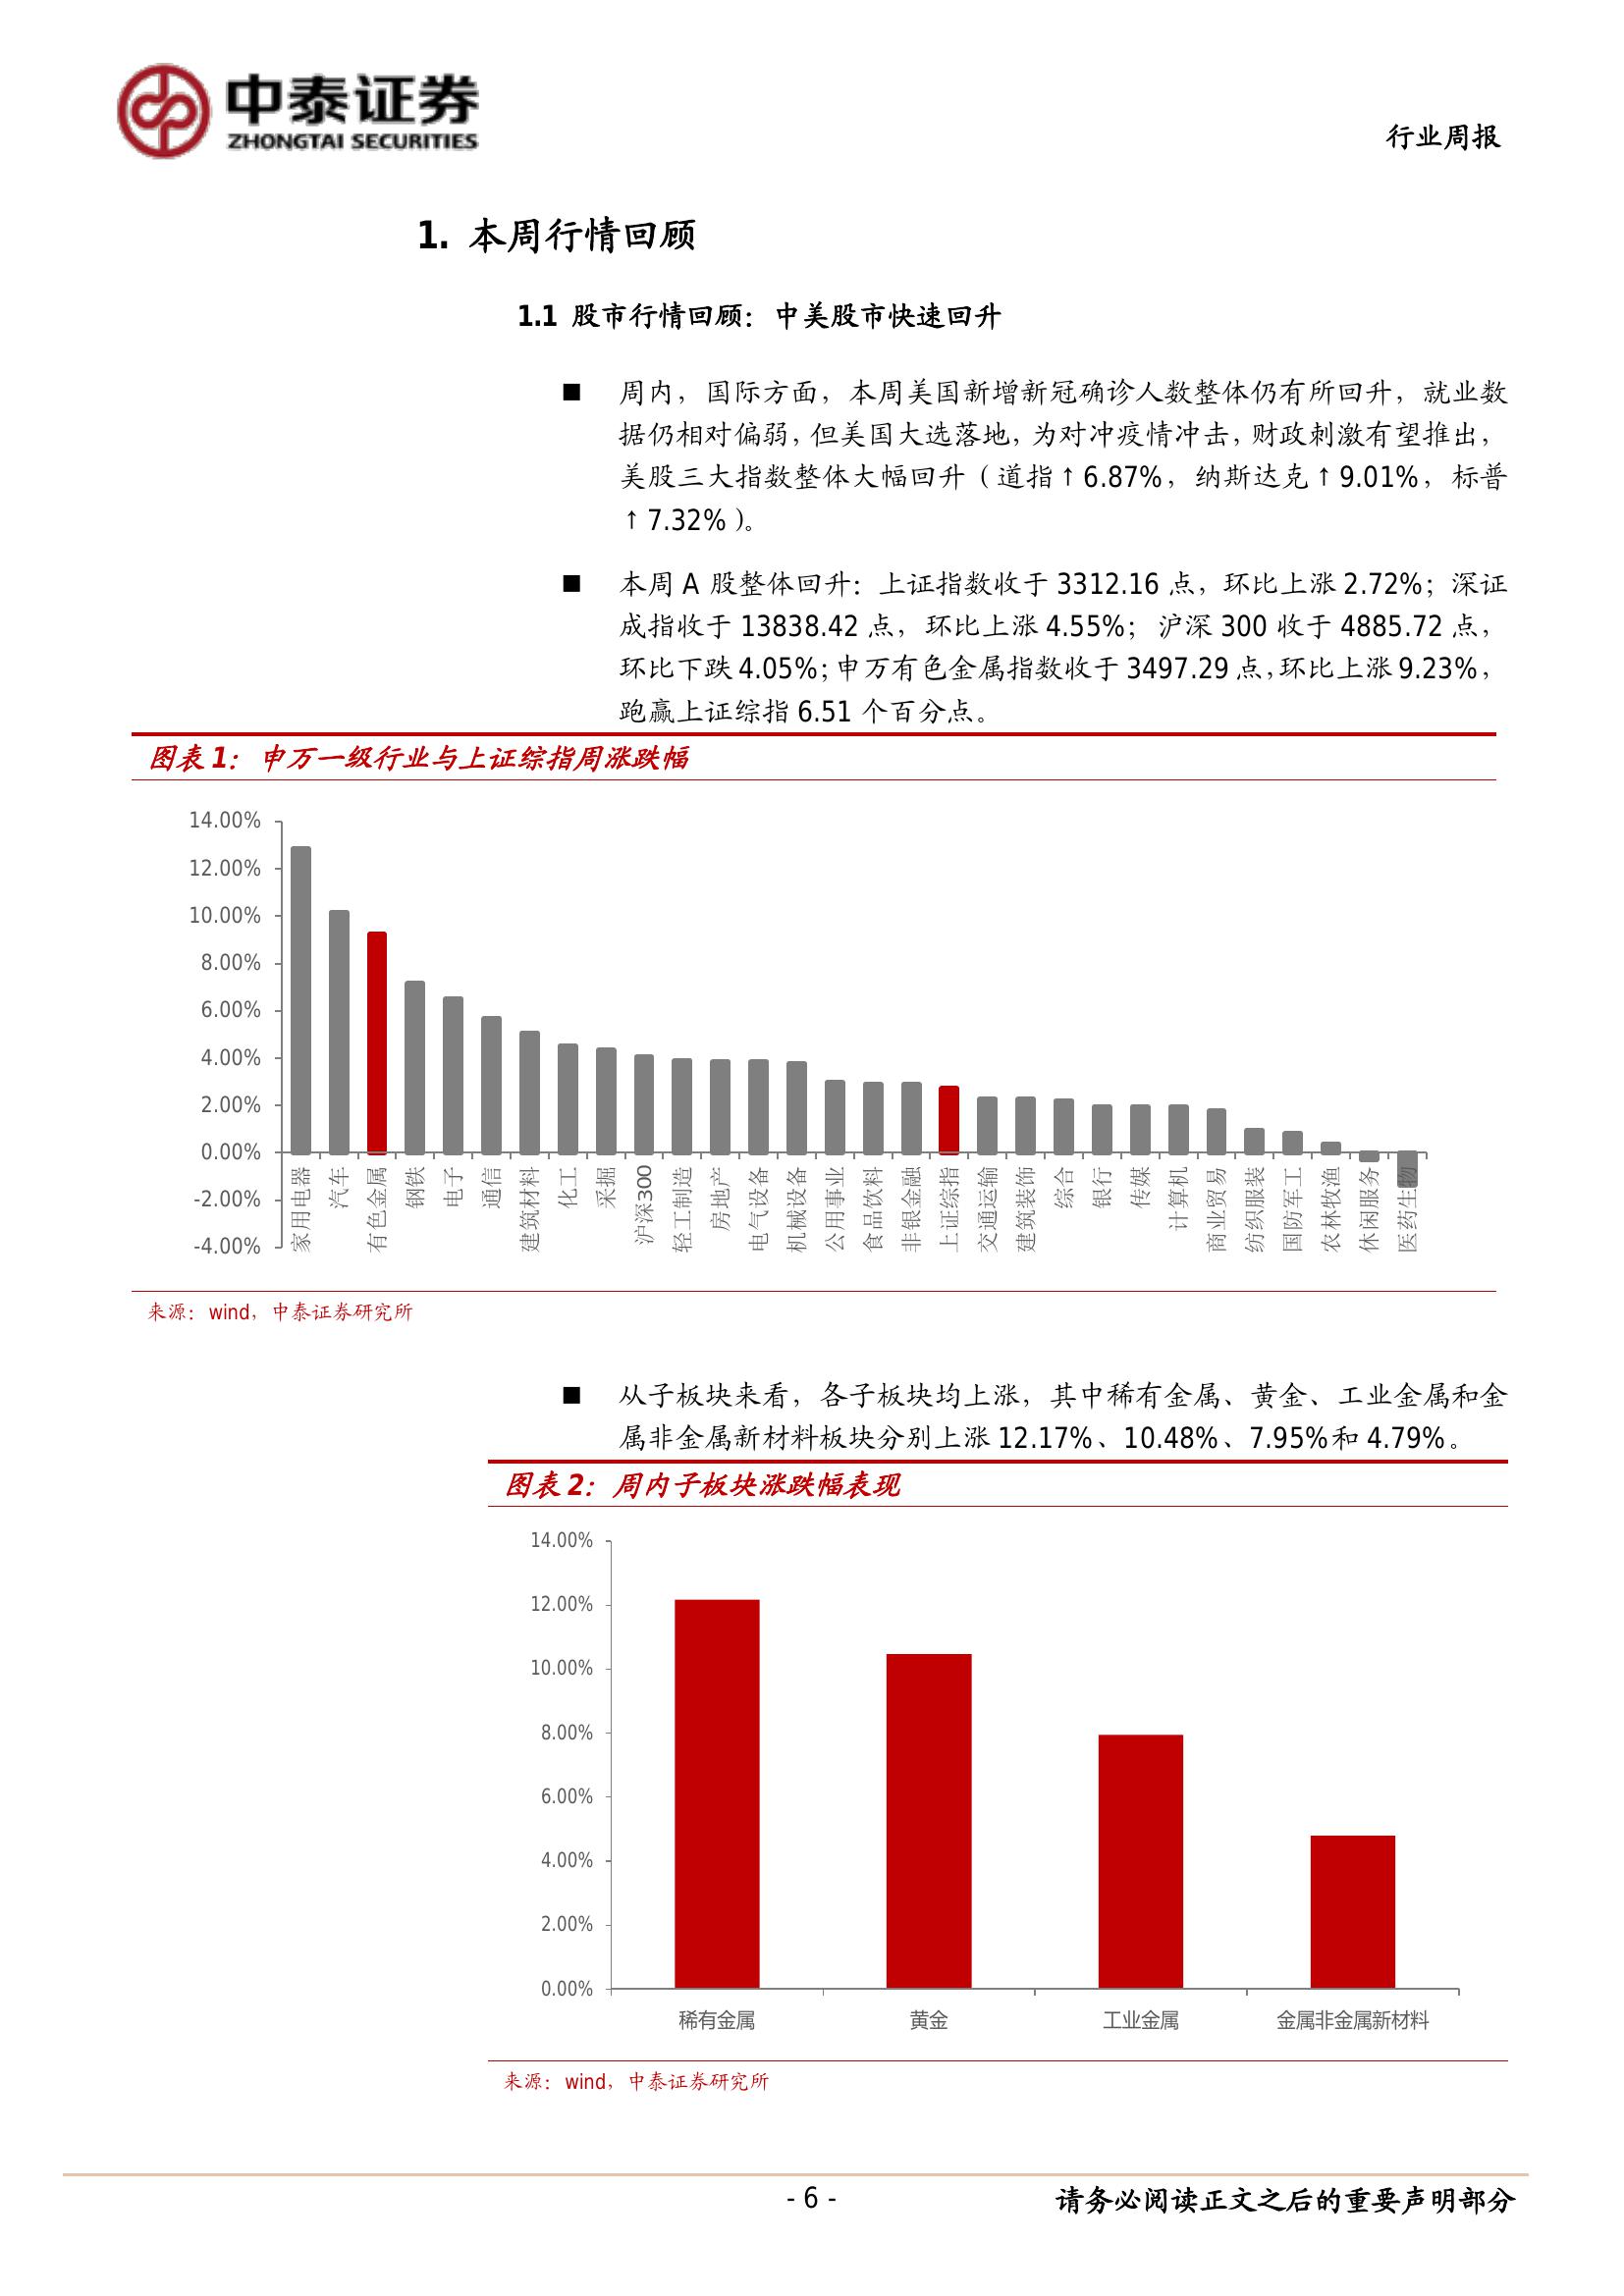 中泰证券
ZHONGTAI SECURITIES
行业周报
1. 本周行情回顾
1.1 股市行情回顾：中美股市快速回升
■ 周内，国际方面，本周美国新增新冠确诊人数整体仍有所回升，就业数
据仍相对偏弱，但美国大选落地，为对冲疫情冲击，财政刺激有望推出，
美股三大指数整体大幅回升（道指↑6.87%，纳斯达克↑9.01%，标普
↑7.32%）。
■ 本周 A 股整体回升：上证指数收于 3312.16 点，环比上涨 2.72%；深证
成指收于 13838.42 点，环比上涨 4.55%；沪深 300 收于 4885.72 点，
环比下跌 4.05%；申万有色金属指数收于 3497.29 点，环比上涨 9.23%，
跑赢上证综指 6.51 个百分点。
图表 1：申万一级行业与上证综指周涨跌幅
14.00%
12.00%
10.00%
8.00%
6.00%
4.00%
2.00%
0.00%
-2.00%
-4.00%
家用电器
汽车
有色金属
钢铁
电子
通信
建筑材料
化工
采掘
沪深300
轻工制造
房地产
电气设备
机械设备
公用事业
食品饮料
非银金融
上证综指
交通运输
建筑装饰
综合
银行
传媒
计算机
商业贸易
纺织服装
国防军工
农林牧渔
休闲服务
医药生物
来源：wind，中泰证券研究所
■ 从子板块来看，各子板块均上涨，其中稀有金属、黄金、工业金属和金
属非金属新材料板块分别上涨 12.17%、10.48%、7.95%和 4.79%。
图表 2：周内子板块涨跌幅表现
14.00%
12.00%
10.00%
8.00%
6.00%
4.00%
2.00%
0.00%
稀有金属 黄金 工业金属 金属非金属新材料
来源：wind，中泰证券研究所
- 6 - 请务必阅读正文之后的重要声明部分